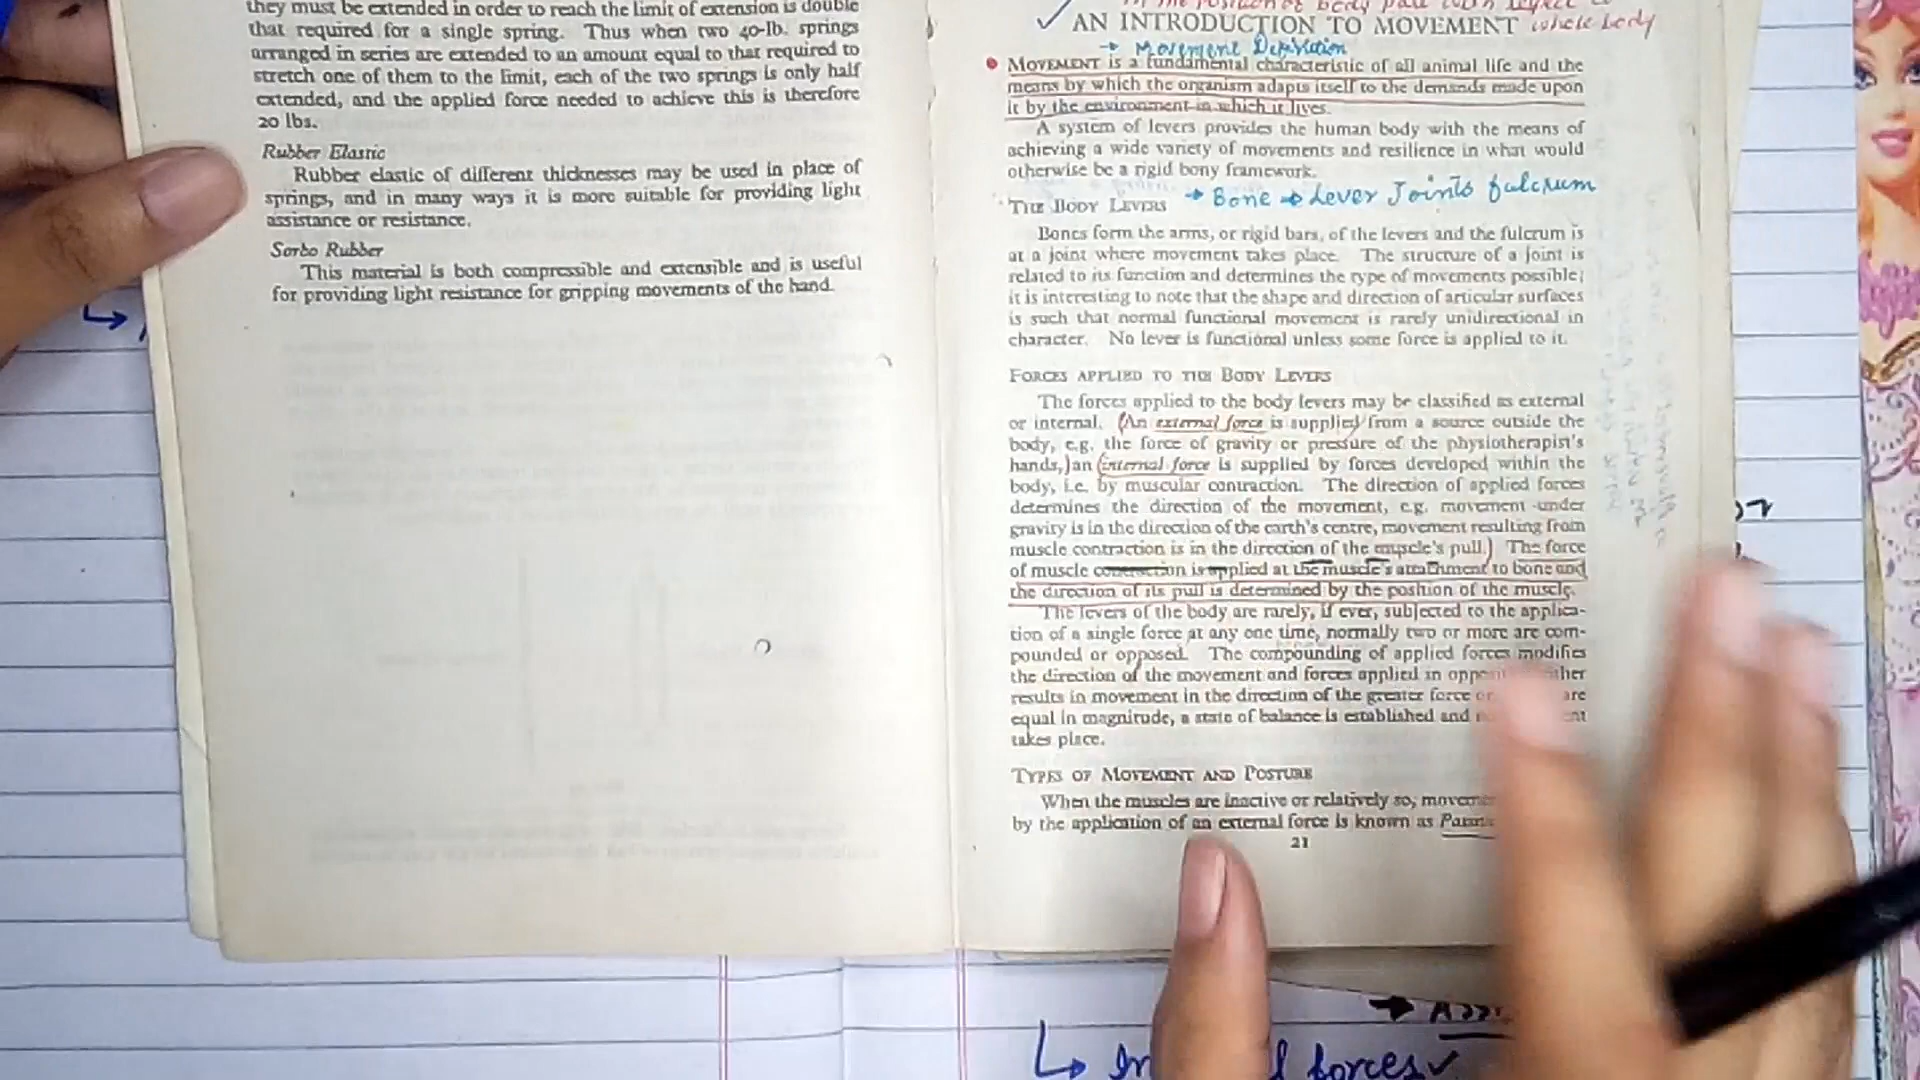 they must be extended in order to reach the limit of extension is double
that required for a single spring. Thus when two 40-lb. springs
arranged in series are extended to an amount equal to that required to
stretch one of them to the limit, each of the two springs is only half
extended, and the applied force needed to achieve this is therefore
20 lbs.
Rubber Elastic
Rubber elastic of different thicknesses may be used in place of
springs, and in many ways it is more suitable for providing light
assistance or resistance.
Sorbo Rubber
This material is both compressible and extensible and is useful
for providing light resistance for gripping movements of the hand.
in the position of body part with respect to
AN INTRODUCTION TO MOVEMENT whole body
→ Movement Definition
MOVEMENT is a fundamental characteristic of all animal life and the
means by which the organism adapts itself to the demands made upon
it by the environment in which it lives.
A system of levers provides the human body with the means of
achieving a wide variety of movements and resilience in what would
otherwise be a rigid bony framework.
THE BODY LEVERS → Bone → Lever Joints fulcrum
Bones form the arms, or rigid bars, of the levers and the fulcrum is
at a joint where movement takes place. The structure of a joint is
related to its function and determines the type of movements possible;
it is interesting to note that the shape and direction of articular surfaces
is such that normal functional movement is rarely unidirectional in
character. No lever is functional unless some force is applied to it.
FORCES APPLIED TO THE BODY LEVERS
The forces applied to the body levers may be classified as external
or internal. (An external force is supplied from a source outside the
body, e.g. the force of gravity or pressure of the physiotherapist's
hands,) an (internal force is supplied by forces developed within the
body, i.e. by muscular contraction. The direction of applied forces
determines the direction of the movement, e.g. movement under
gravity is in the direction of the earth's centre, movement resulting from
muscle contraction is in the direction of the muscle's pull.) The force
of muscle contraction is applied at the muscle's attachment to bone and
the direction of its pull is determined by the position of the muscle.
The levers of the body are rarely, if ever, subjected to the applica-
tion of a single force at any one time, normally two or more are com-
pounded or opposed. The compounding of applied forces modifies
the direction of the movement and forces applied in
results in movement in the direction of the greater force are
equal in magnitude, a state of balance is established and
takes place.
TYPES OF MOVEMENT AND POSTURE
When the muscles are inactive or relatively so,
by the application of an external force is known as
21
forces ✓